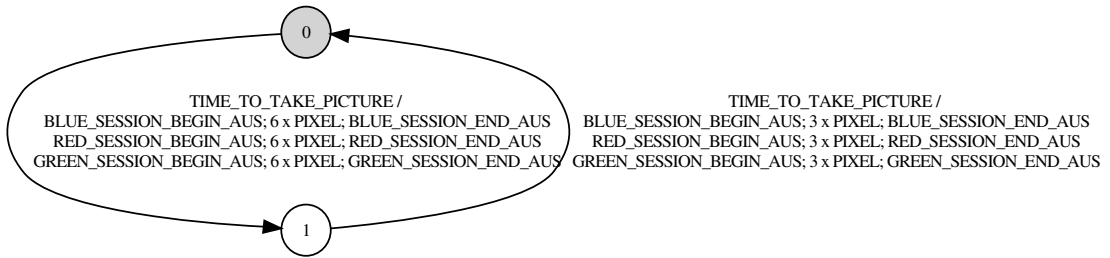 0
TIME_TO_TAKE_PICTURE /
BLUE_SESSION_BEGIN_AUS; 6 x PIXEL; BLUE_SESSION_END_AUS
RED_SESSION_BEGIN_AUS; 6 x PIXEL; RED_SESSION_END_AUS
GREEN_SESSION_BEGIN_AUS; 6 x PIXEL; GREEN_SESSION_END_AUS
TIME_TO_TAKE_PICTURE /
BLUE_SESSION_BEGIN_AUS; 3 x PIXEL; BLUE_SESSION_END_AUS
RED_SESSION_BEGIN_AUS; 3 x PIXEL; RED_SESSION_END_AUS
GREEN_SESSION_BEGIN_AUS; 3 x PIXEL; GREEN_SESSION_END_AUS
1